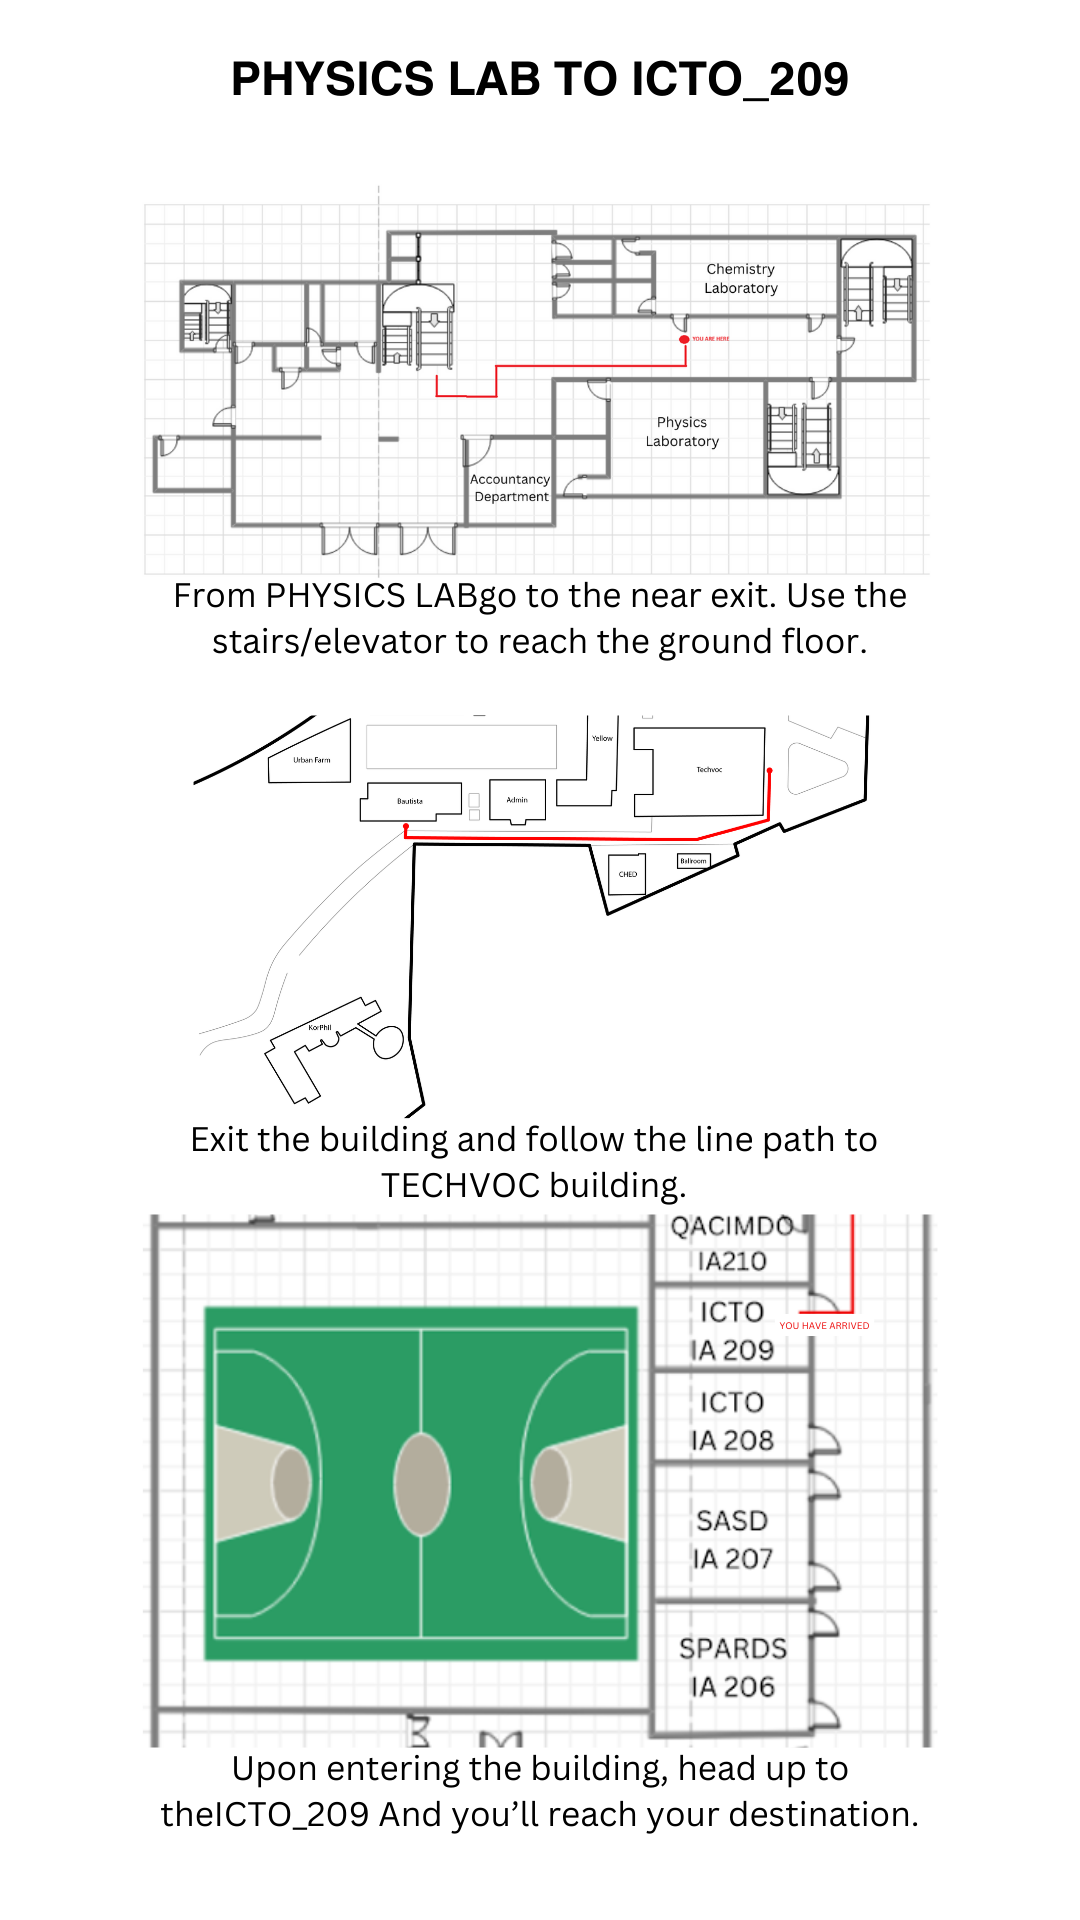 PHYSICS LAB TO ICTO_209
Chemistry
Laboratory
YOU ARE HERE
Physics
Laboratory
Accountancy
Department
From PHYSICS LABgo to the near exit. Use the
stairs/elevator to reach the ground floor.
Urban Farm
Yellow
Techvoc
Bautista
Admin
CHED
Ballroom
KorPhil
Exit the building and follow the line path to
TECHVOC building.
QACIMDO
IA210
ICTO
IA 209
YOU HAVE ARRIVED
ICTO
IA 208
SASD
IA 207
SPARDS
IA 206
Upon entering the building, head up to
theICTO_209 And you’ll reach your destination.